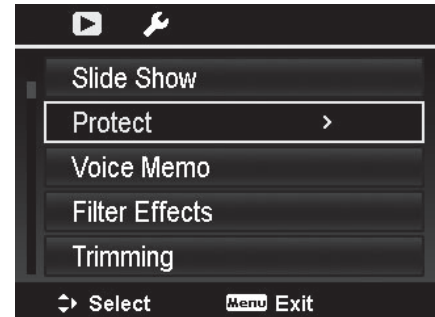 Slide Show
Protect >
Voice Memo
Filter Effects
Trimming
Select Menu Exit